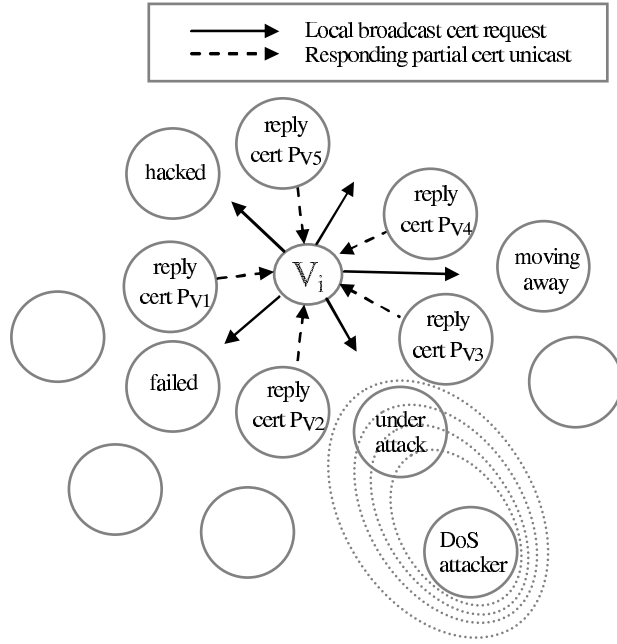 Local broadcast cert request
Responding partial cert unicast
reply
cert PV5
hacked
reply
cert PV4
Vi
moving
away
reply
cert PV1
reply
cert PV3
failed
reply
cert PV2
under
attack
DoS
attacker